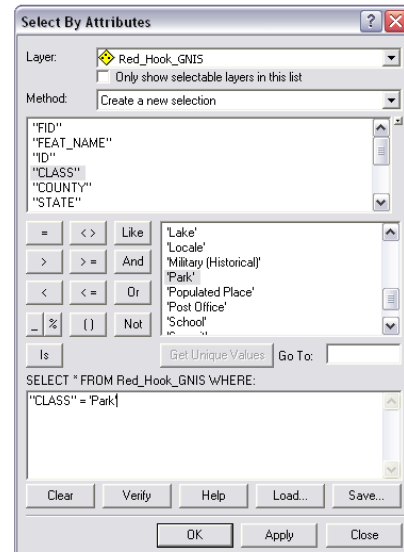 Select By Attributes
Layer: Red_Hook_GNIS
Only show selectable layers in this list
Method: Create a new selection
"FID"
"FEAT_NAME"
"ID"
"CLASS"
"COUNTY"
"STATE"
= < > Like
> > = And
< < = Or
_ % ( ) Not
Is
'Lake'
'Locale'
'Military (Historical)'
'Park'
'Populated Place'
'Post Office'
'School'
Get Unique Values Go To:
SELECT * FROM Red_Hook_GNIS WHERE:
"CLASS" = 'Park'
Clear Verify Help Load... Save...
OK Apply Close